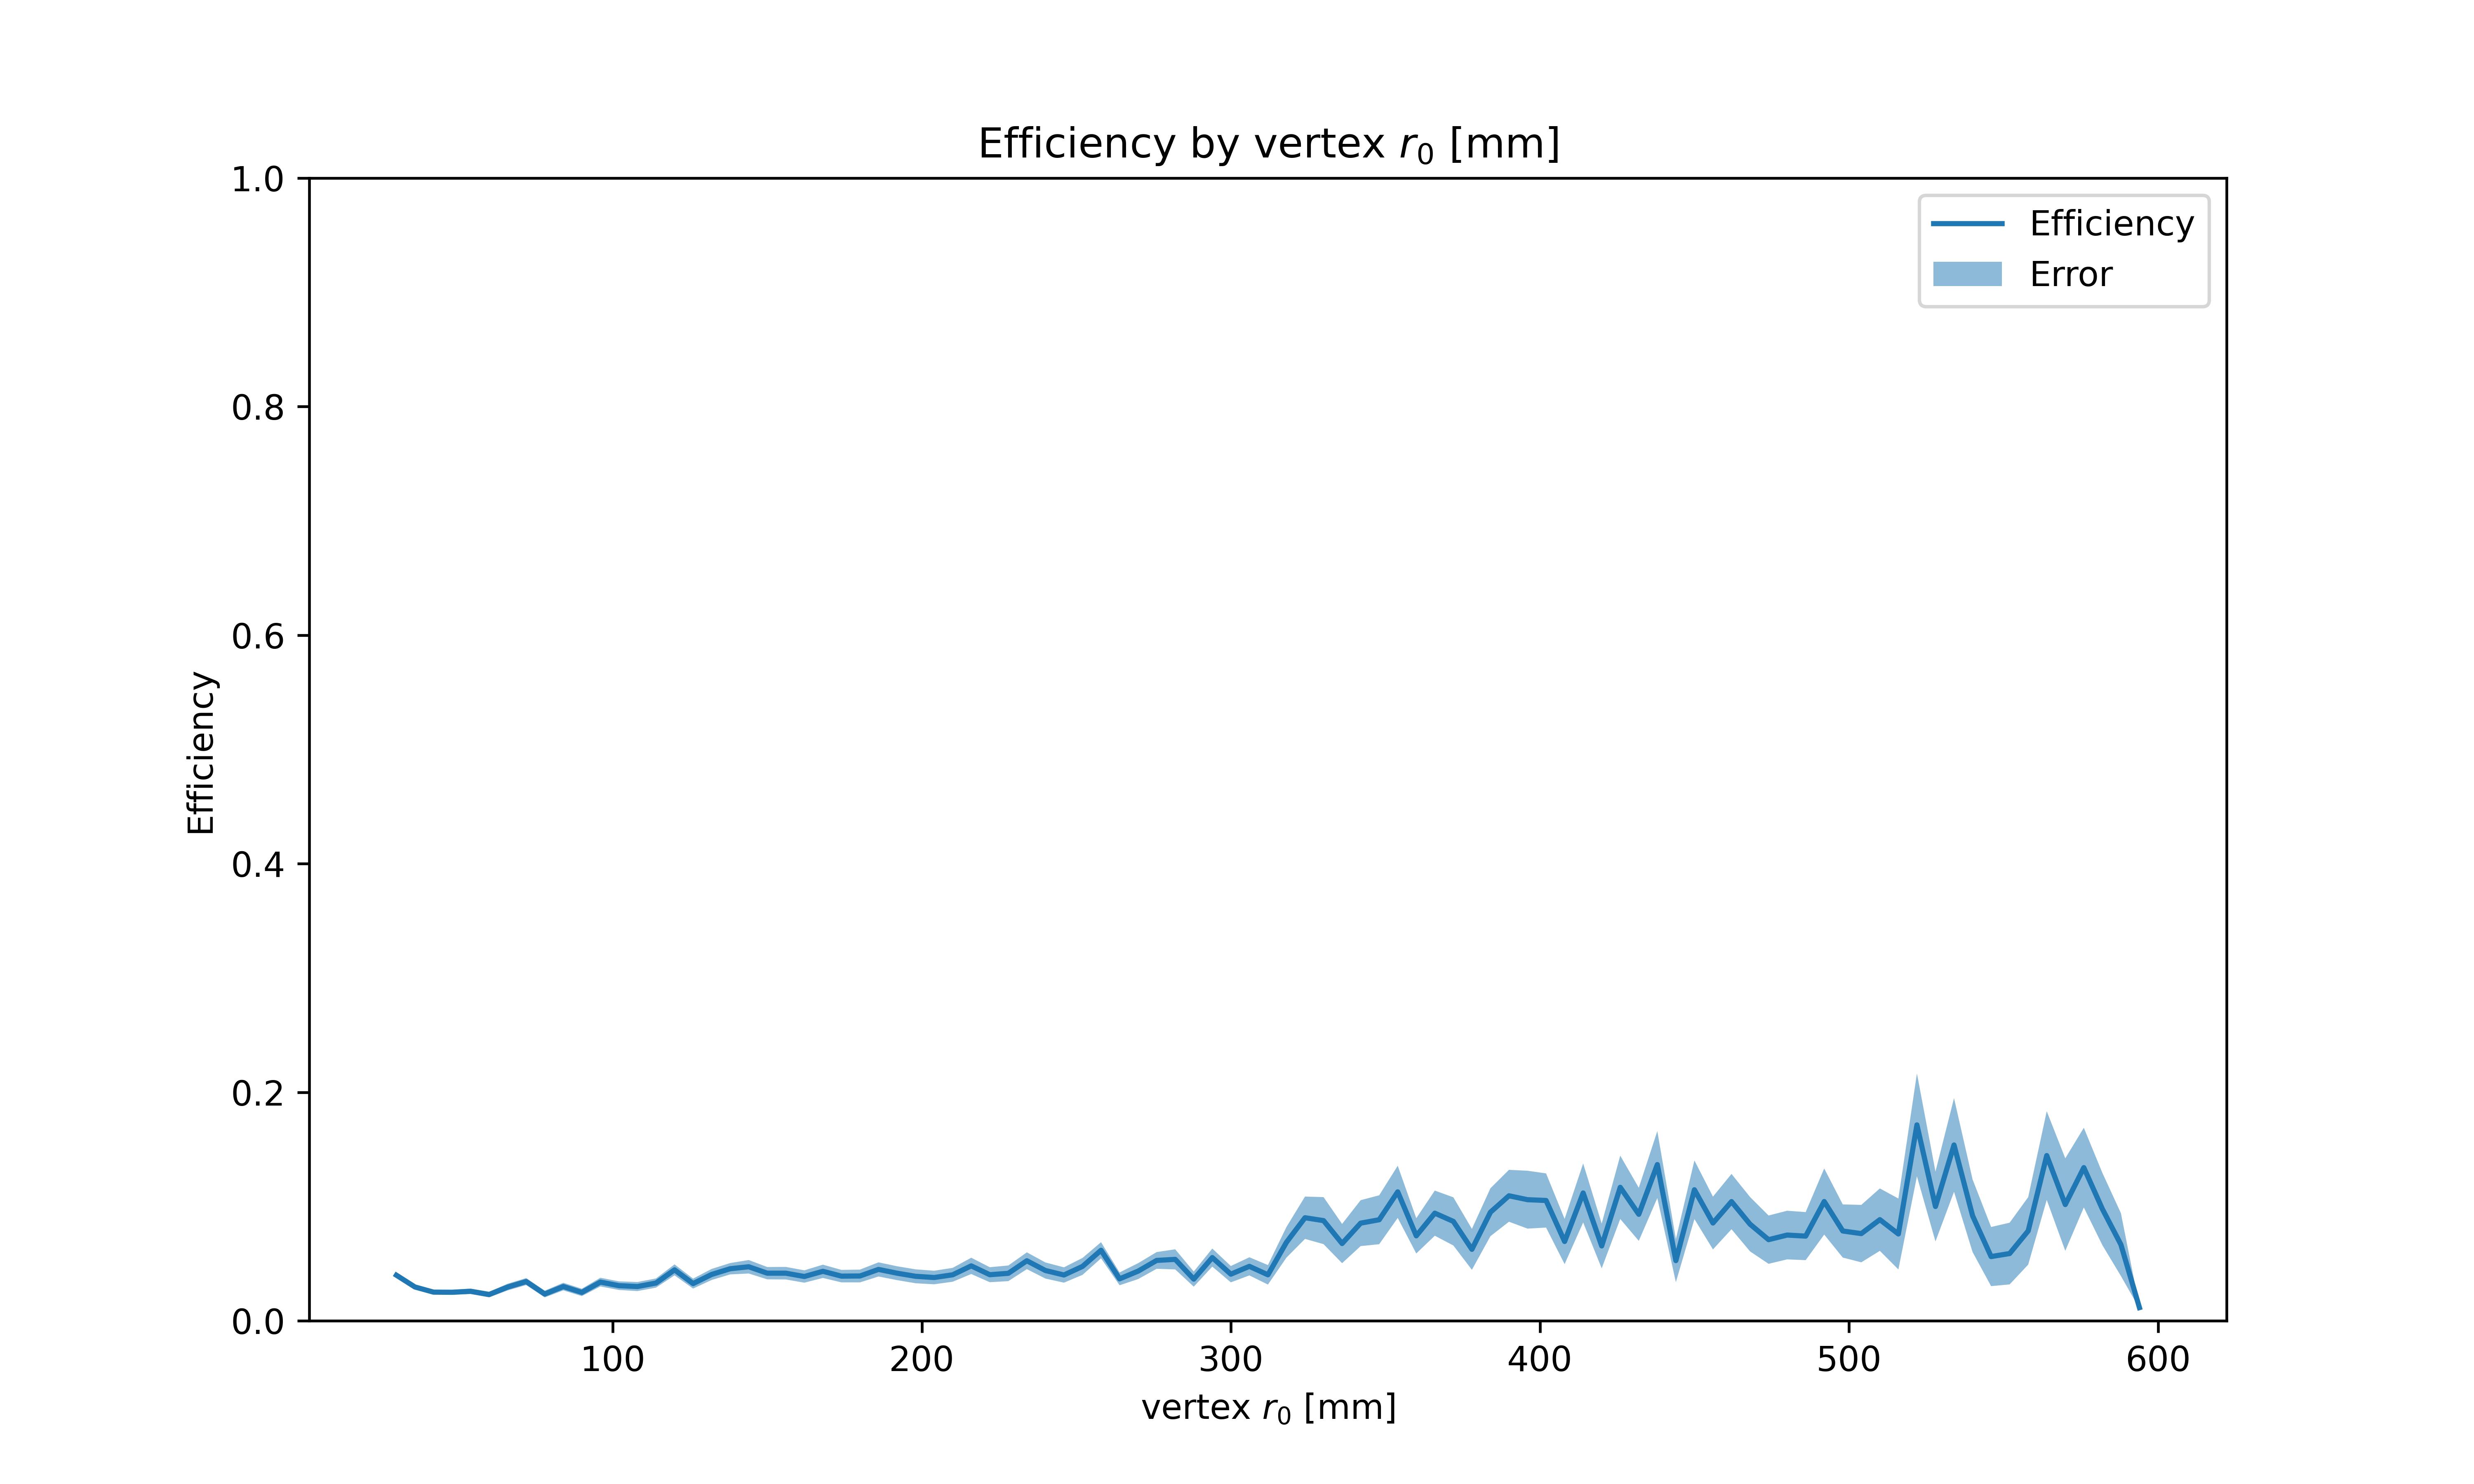 Efficiency by vertex r₀ [mm]
1.0
0.8
0.6
0.4
0.2
0.0
Efficiency
Efficiency
Error
100 200 300 400 500 600
vertex r₀ [mm]